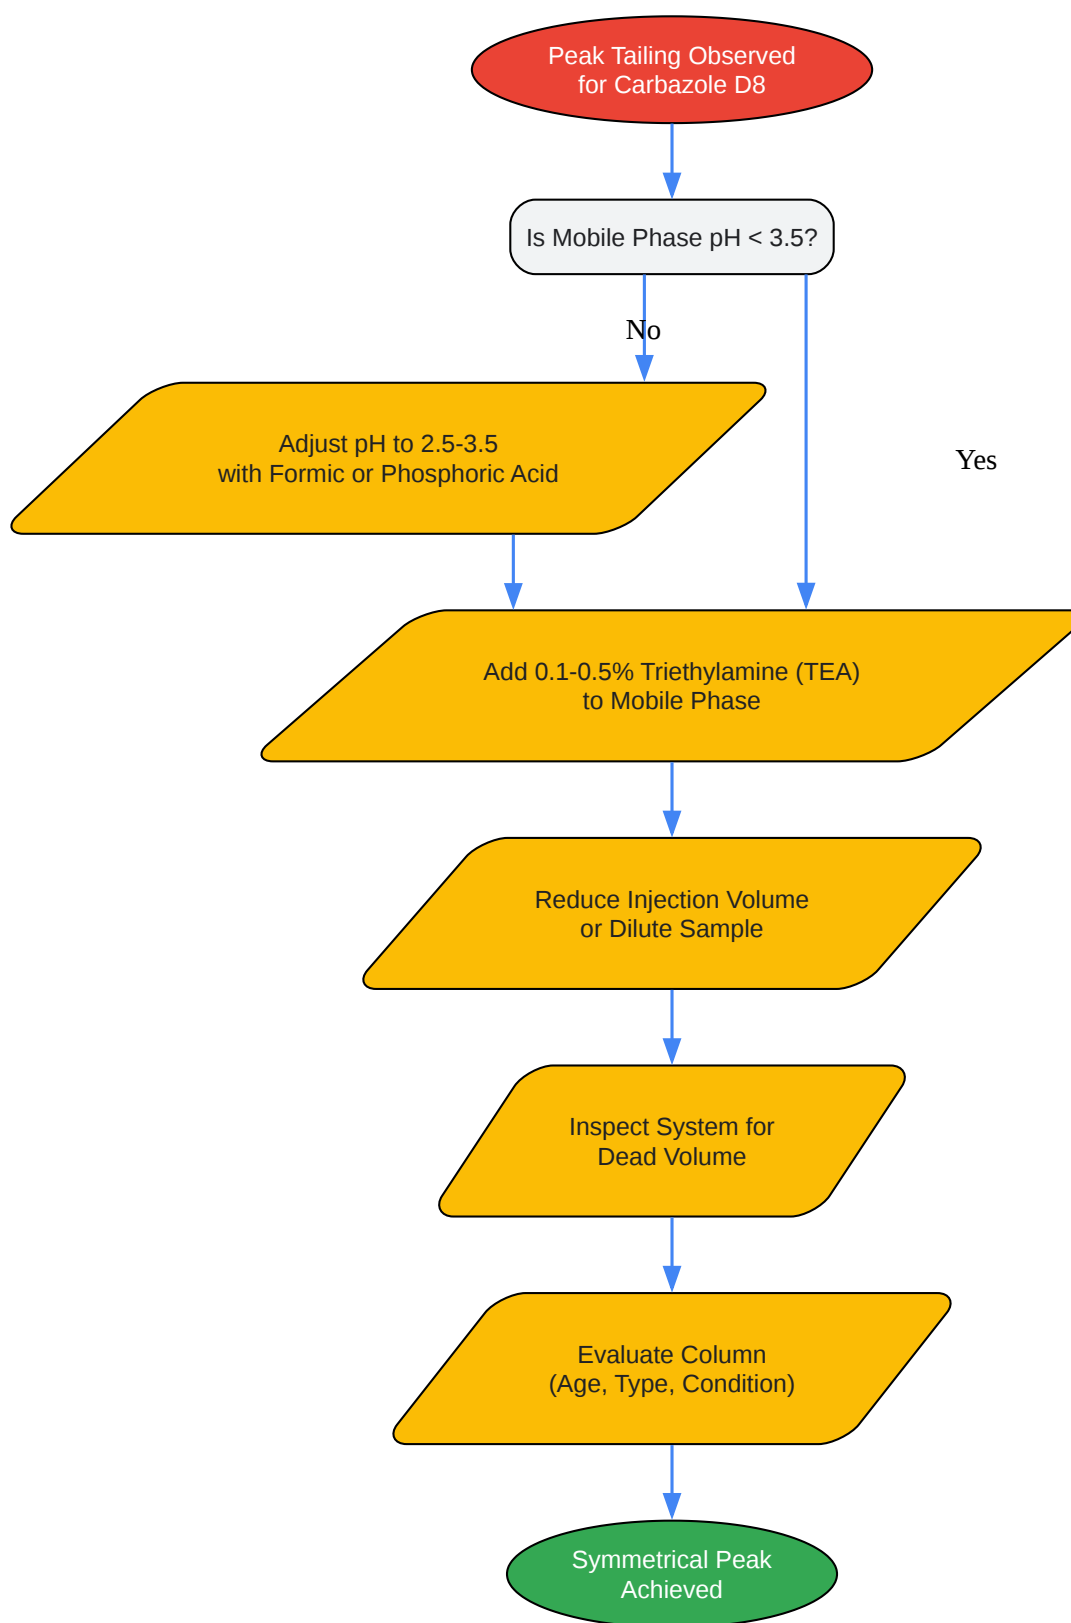 Peak Tailing Observed
for Carbazole D8
Is Mobile Phase pH < 3.5?
No
Adjust pH to 2.5-3.5
with Formic or Phosphoric Acid
Yes
Add 0.1-0.5% Triethylamine (TEA)
to Mobile Phase
Reduce Injection Volume
or Dilute Sample
Inspect System for
Dead Volume
Evaluate Column
(Age, Type, Condition)
Symmetrical Peak
Achieved